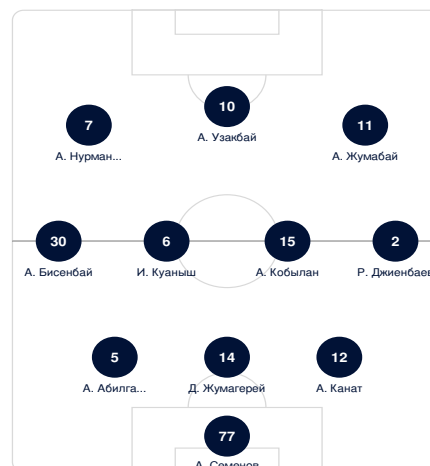 10
7
11
А. Узакбай
А. Нурман...
А. Жумабай
30
6
15
2
А. Бисенбай
И. Куаныш
А. Кобылан
Р. Джиенбаев
5
14
12
А. Абилга...
Д. Жумагерей
А. Канат
77
А. Семенов